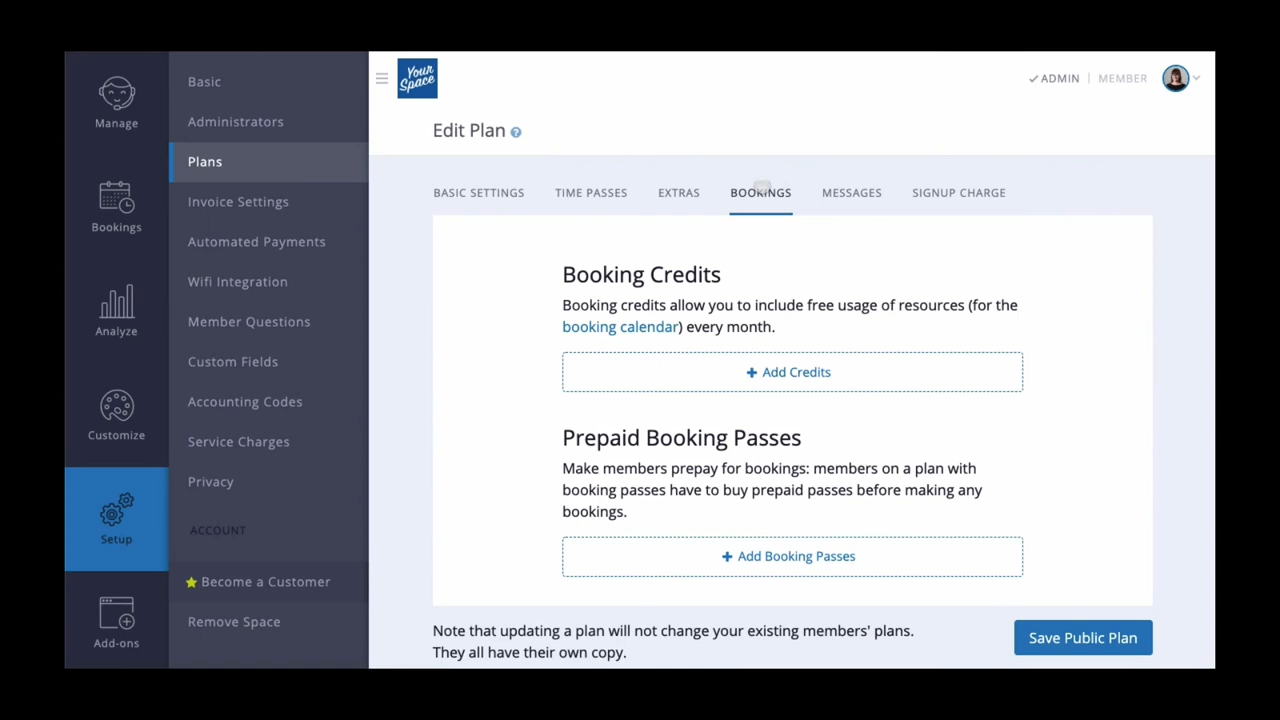 Manage
Bookings
Analyze
Customize
Setup
Add-ons
Basic
Administrators
Plans
Invoice Settings
Automated Payments
Wifi Integration
Member Questions
Custom Fields
Accounting Codes
Service Charges
Privacy
ACCOUNT
Become a Customer
Remove Space
Your
Space
ADMIN | MEMBER
Edit Plan ?
BASIC SETTINGS TIME PASSES EXTRAS BOOKINGS MESSAGES SIGNUP CHARGE
Booking Credits
Booking credits allow you to include free usage of resources (for the
booking calendar) every month.
+ Add Credits
Prepaid Booking Passes
Make members prepay for bookings: members on a plan with
booking passes have to buy prepaid passes before making any
bookings.
+ Add Booking Passes
Note that updating a plan will not change your existing members' plans.
They all have their own copy.
Save Public Plan